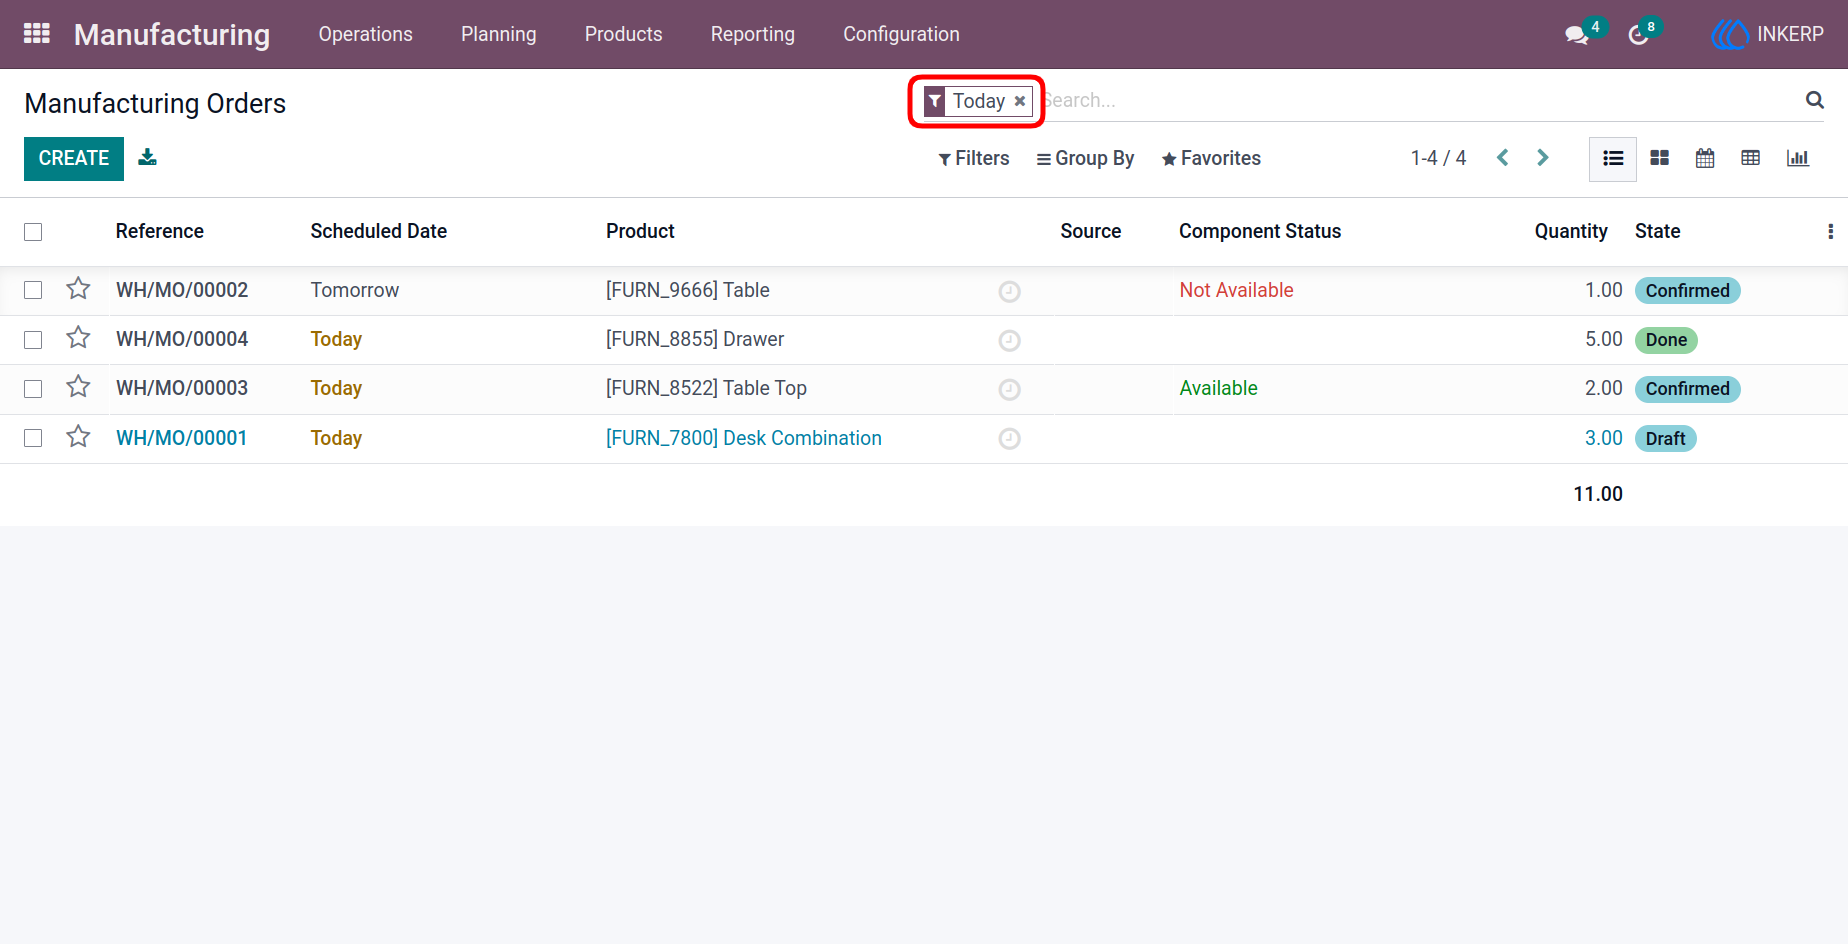 Manufacturing Operations Planning Products Reporting Configuration 4 8 INKERP
Manufacturing Orders Today Search...
CREATE Filters Group By Favorites 1-4 / 4
Reference Scheduled Date Product Source Component Status Quantity State
WH/MO/00002 Tomorrow [FURN_9666] Table Not Available 1.00 Confirmed
WH/MO/00004 Today [FURN_8855] Drawer 5.00 Done
WH/MO/00003 Today [FURN_8522] Table Top Available 2.00 Confirmed
WH/MO/00001 Today [FURN_7800] Desk Combination 3.00 Draft
11.00